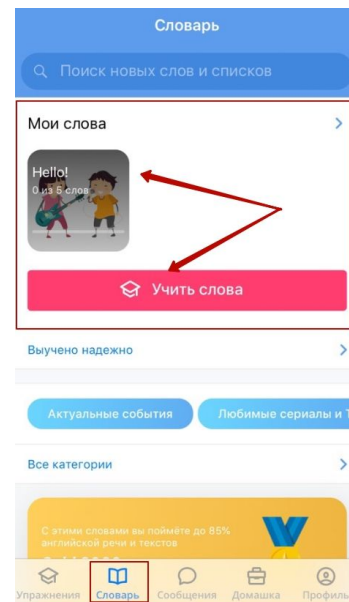 Словарь
Поиск новых слов и списков
Мои слова
Hello!
0 из 5 слов
Учить слова
Выучено надежно
Актуальные события
Любимые сериалы и
Все категории
С этими словами вы поймёте до 85%
английской речи и текстов
Упражнения Словарь Сообщения Домашка Профиль